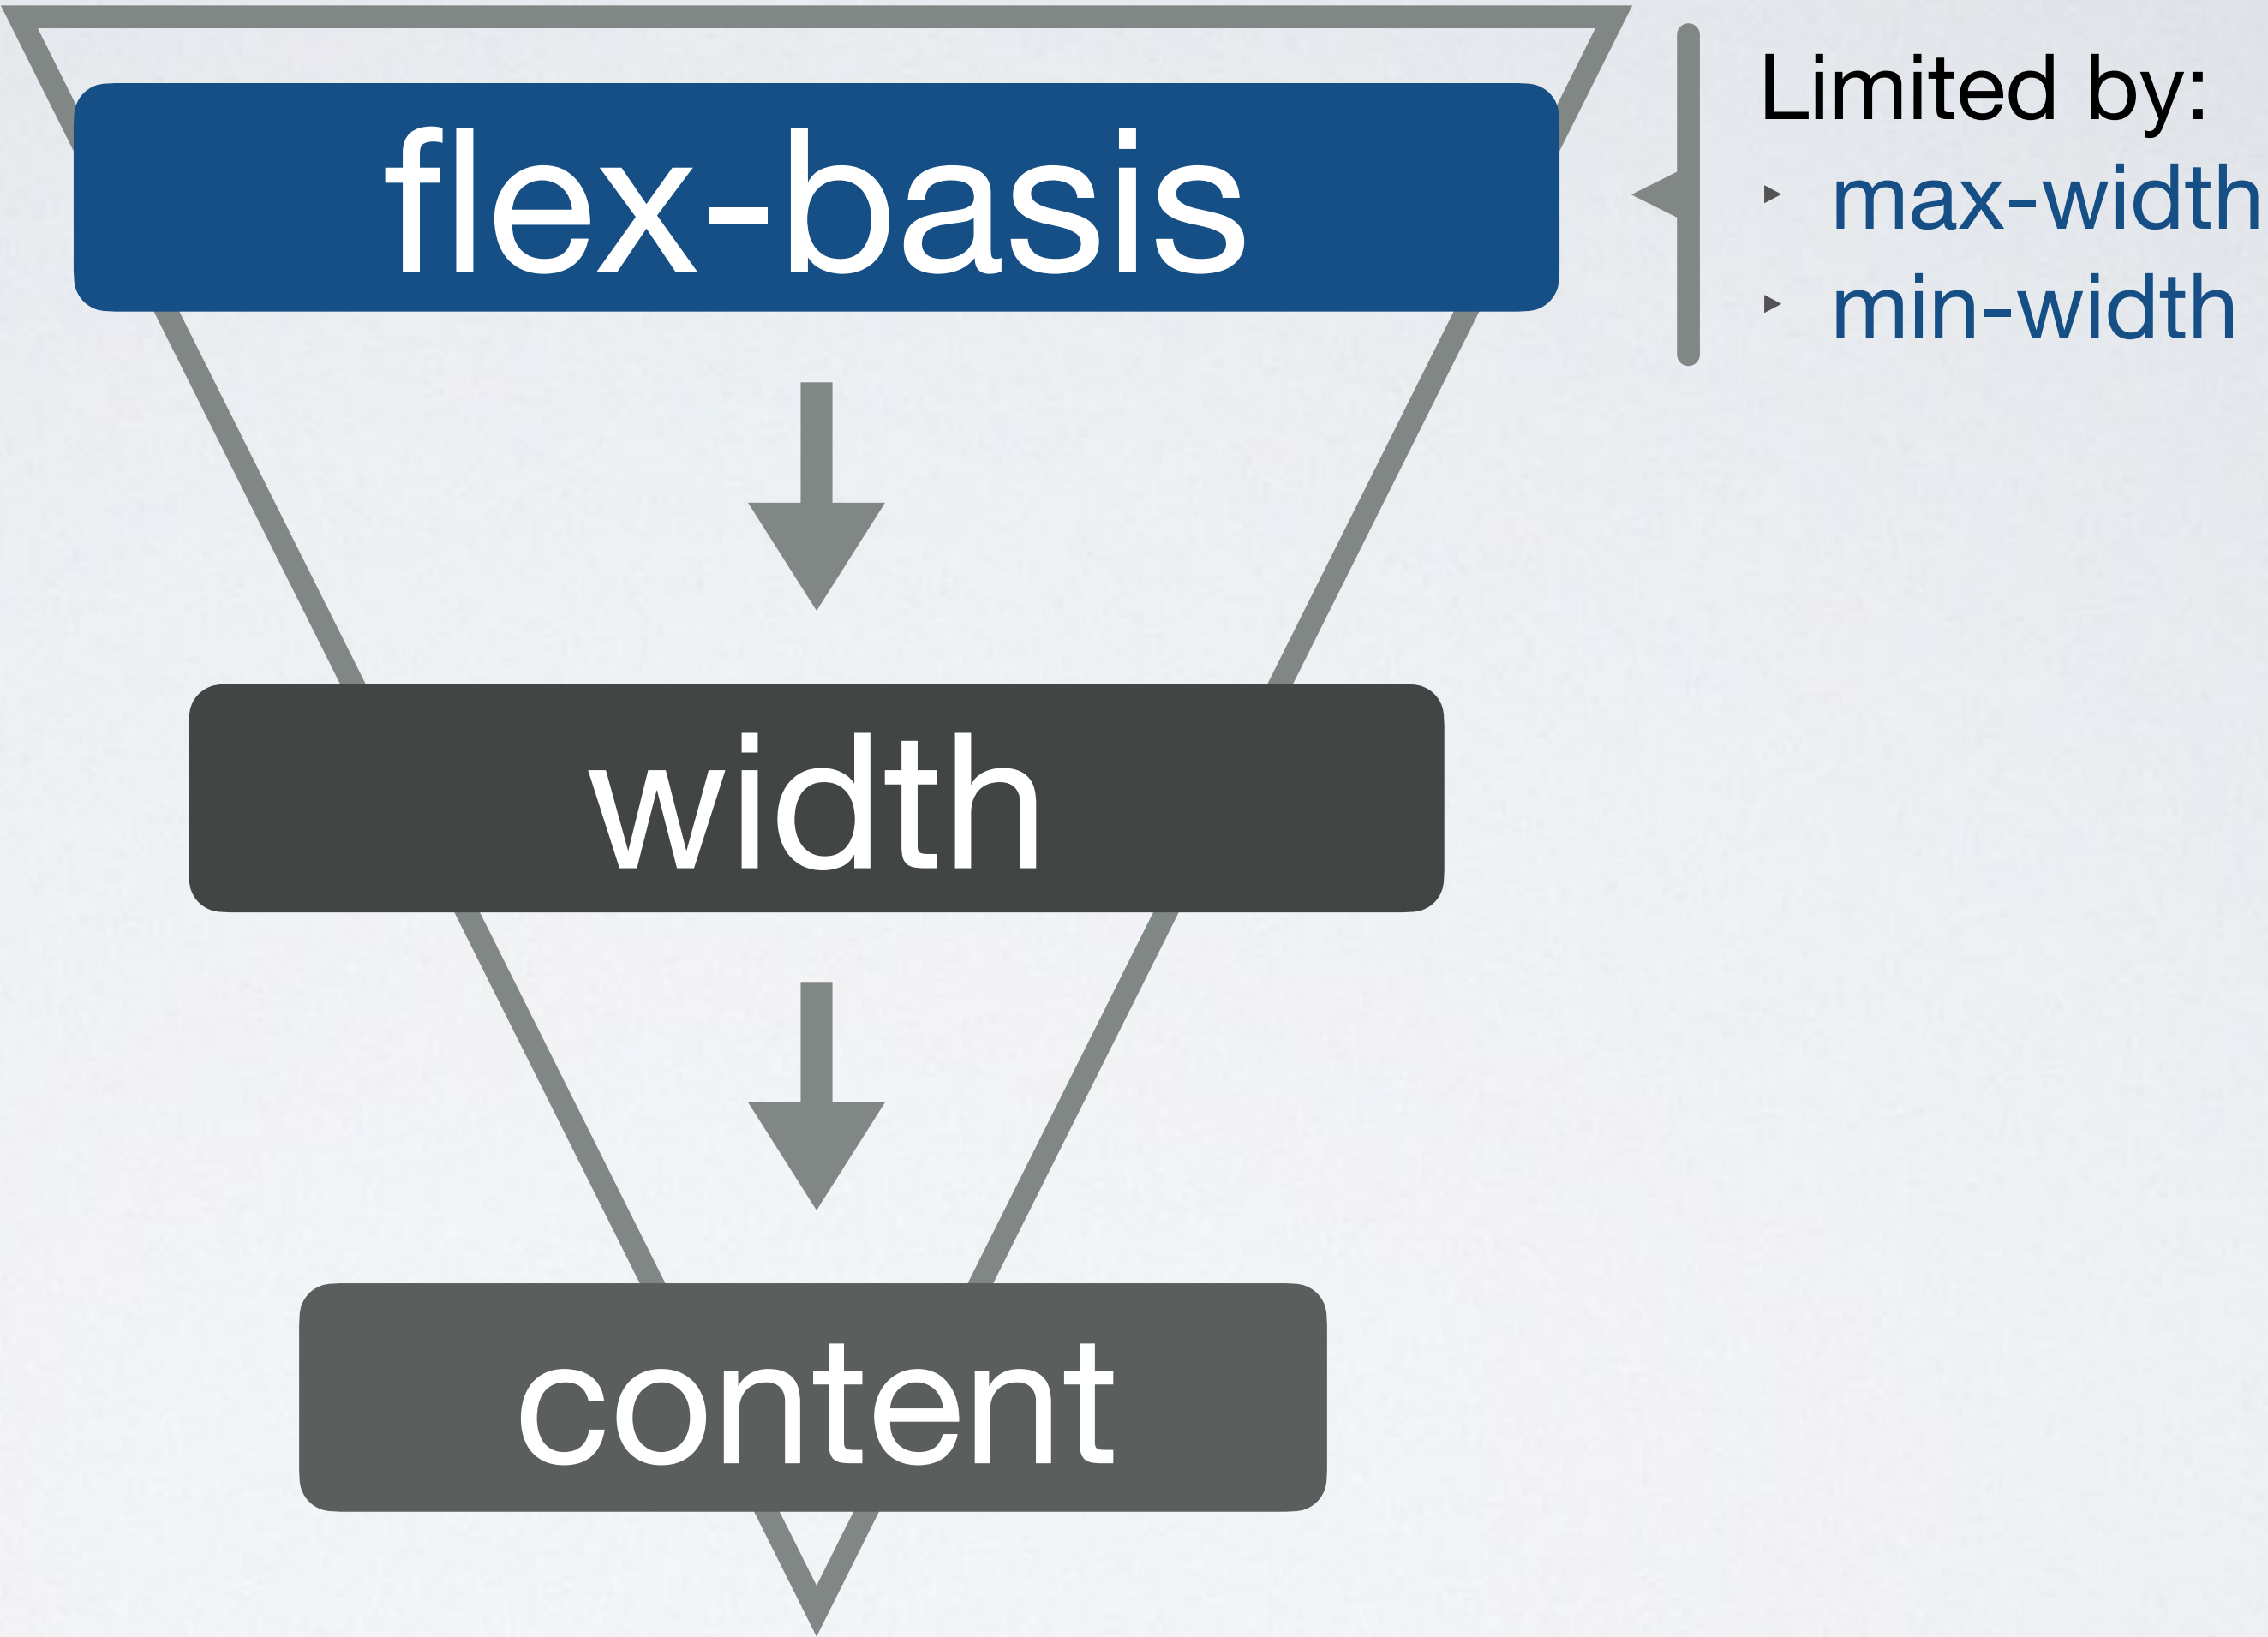 flex-basis
Limited by:
‣ max-width
‣ min-width
width
content